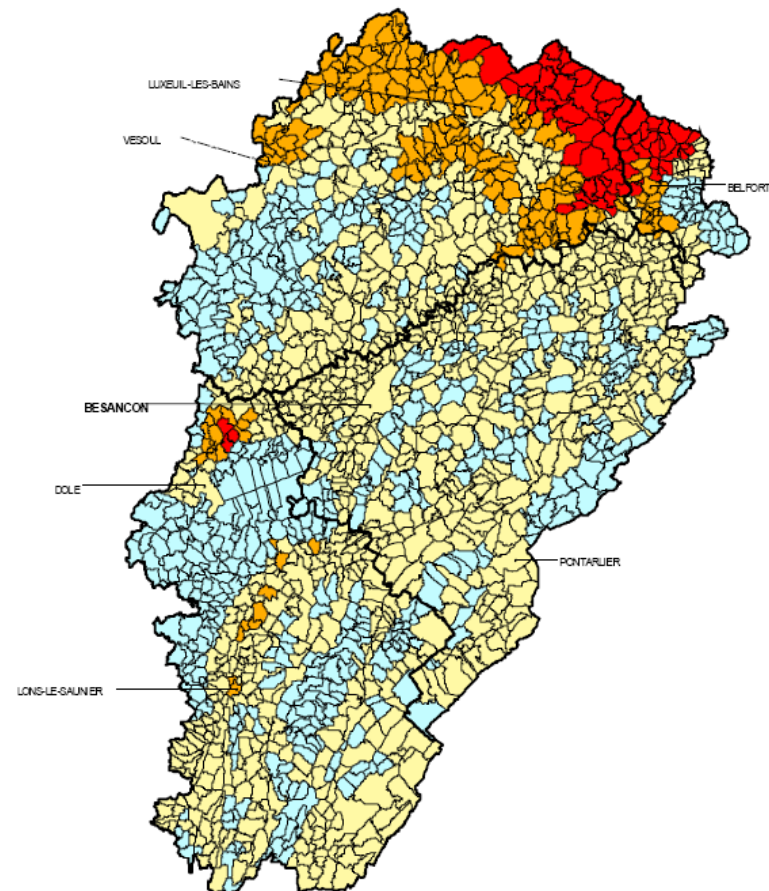 LUXEUIL-LES-BAINS
VESOUL
BELFORT
BESANCON
DOLE
PONTARLIER
LONS-LE-SAUNIER